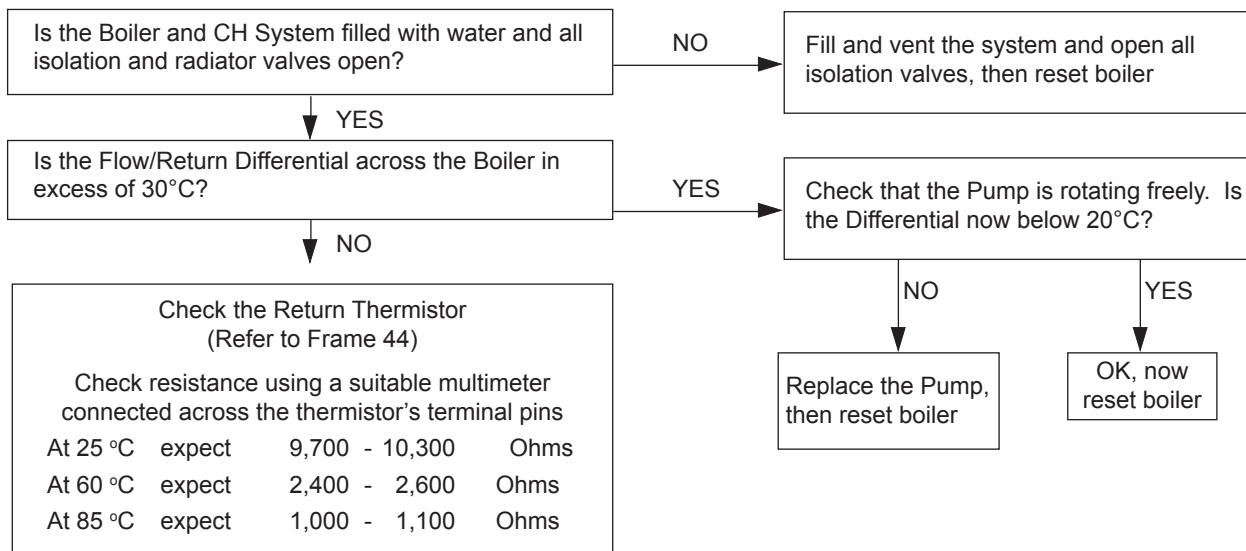 Is the Boiler and CH System filled with water and all
isolation and radiator valves open?
NO
Fill and vent the system and open all
isolation valves, then reset boiler
YES
Is the Flow/Return Differential across the Boiler in
excess of 30°C?
YES
Check that the Pump is rotating freely.  Is
the Differential now below 20°C?
NO
NO
YES
Check the Return Thermistor
(Refer to Frame 44)
Check resistance using a suitable multimeter
connected across the thermistor's terminal pins
At 25 °C expect 9,700 - 10,300 Ohms
At 60 °C expect 2,400 - 2,600 Ohms
At 85 °C expect 1,000 - 1,100 Ohms
Replace the Pump,
then reset boiler
OK, now
reset boiler